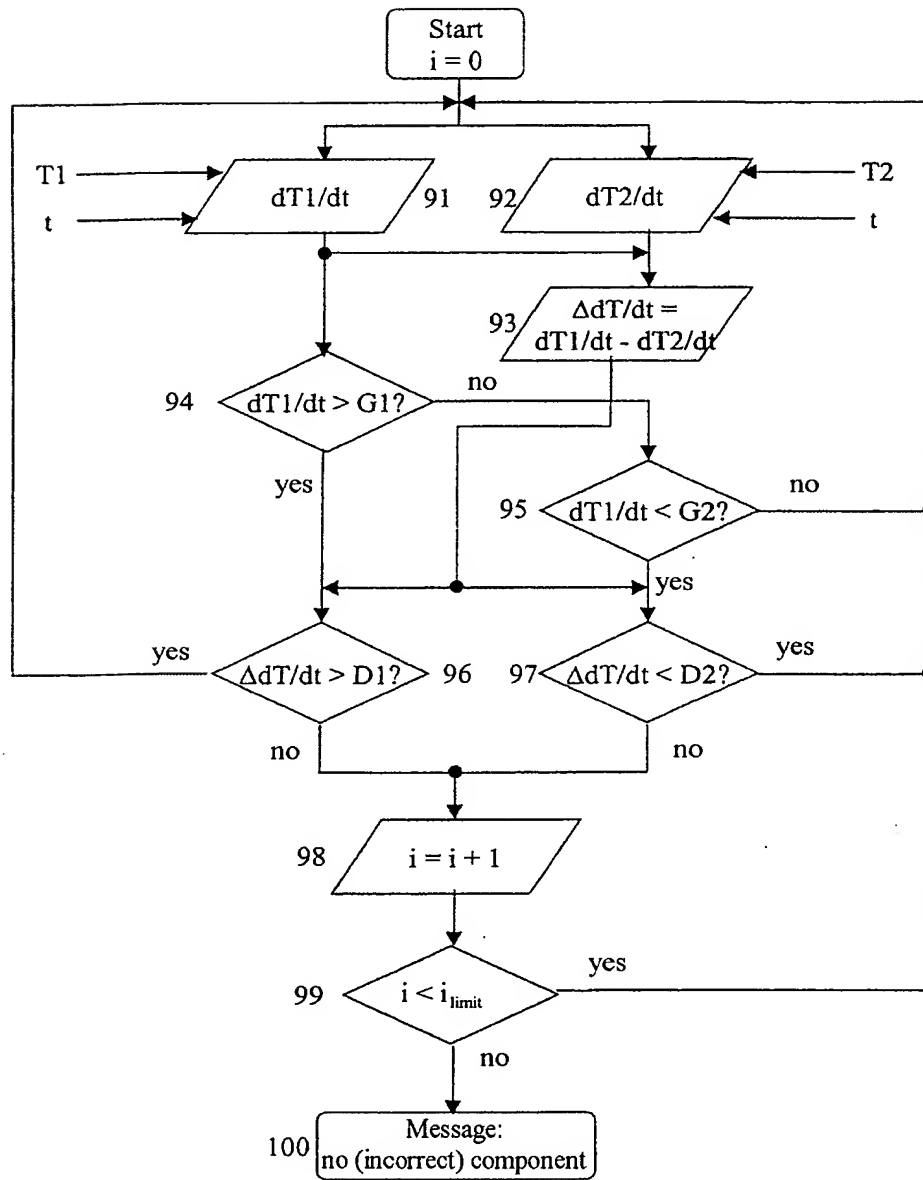 Start
i = 0
T1
t
dT1/dt
91
92
dT2/dt
T2
t
93
ΔdT/dt =
dT1/dt - dT2/dt
94
dT1/dt > G1?
no
yes
95
dT1/dt < G2?
no
yes
yes
ΔdT/dt > D1?
96
97
ΔdT/dt < D2?
yes
no
no
98
i = i + 1
99
i < i_limit
yes
no
100
Message:
no (incorrect) component